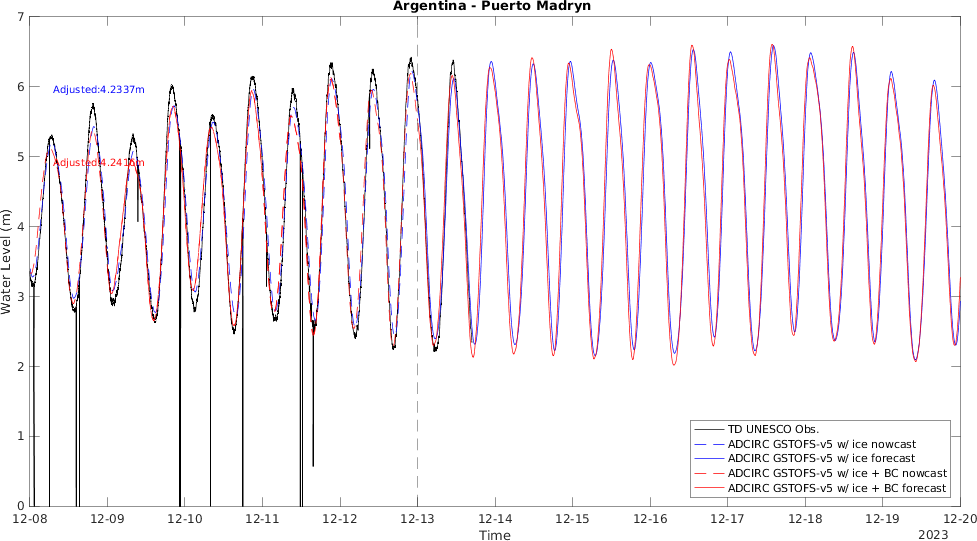 Argentina - Puerto Madryn
7
6
5
4
3
2
1
0
Water Level (m)
Adjusted:4.2337m
Adjusted:4.2416m
TD UNESCO Obs.
ADCIRC GSTOFS-v5 w/ ice nowcast
ADCIRC GSTOFS-v5 w/ ice forecast
ADCIRC GSTOFS-v5 w/ ice + BC nowcast
ADCIRC GSTOFS-v5 w/ ice + BC forecast
12-08 12-09 12-10 12-11 12-12 12-13 12-14 12-15 12-16 12-17 12-18 12-19 12-20
Time
2023